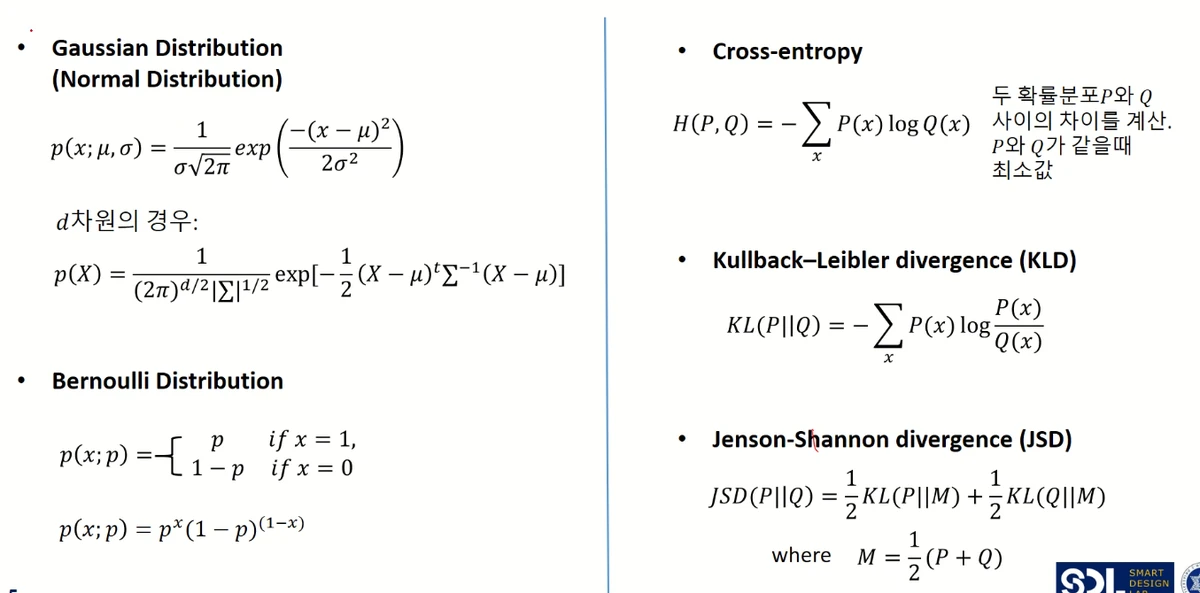 • Gaussian Distribution
(Normal Distribution)
p(x; μ, σ) = 1/(σ√2π) exp(−(x − μ)²/2σ²)
d차원의 경우:
p(X) = 1/((2π)^{d/2}|∑|^{1/2}) exp[−1/2(X − μ)^t∑^{−1}(X − μ)]
• Bernoulli Distribution
p(x; p) = { p if x = 1,
1 − p if x = 0
p(x; p) = p^x(1 − p)^{(1−x)}
• Cross-entropy
H(P, Q) = − ∑_x P(x) log Q(x)
두 확률분포P와 Q
사이의 차이를 계산.
P와 Q가 같을때
최소값
• Kullback–Leibler divergence (KLD)
KL(P||Q) = − ∑_x P(x) log P(x)/Q(x)
• Jenson-Shannon divergence (JSD)
JSD(P||Q) = 1/2 KL(P||M) + 1/2 KL(Q||M)
where M = 1/2 (P + Q)
SDL SMART
DESIGN